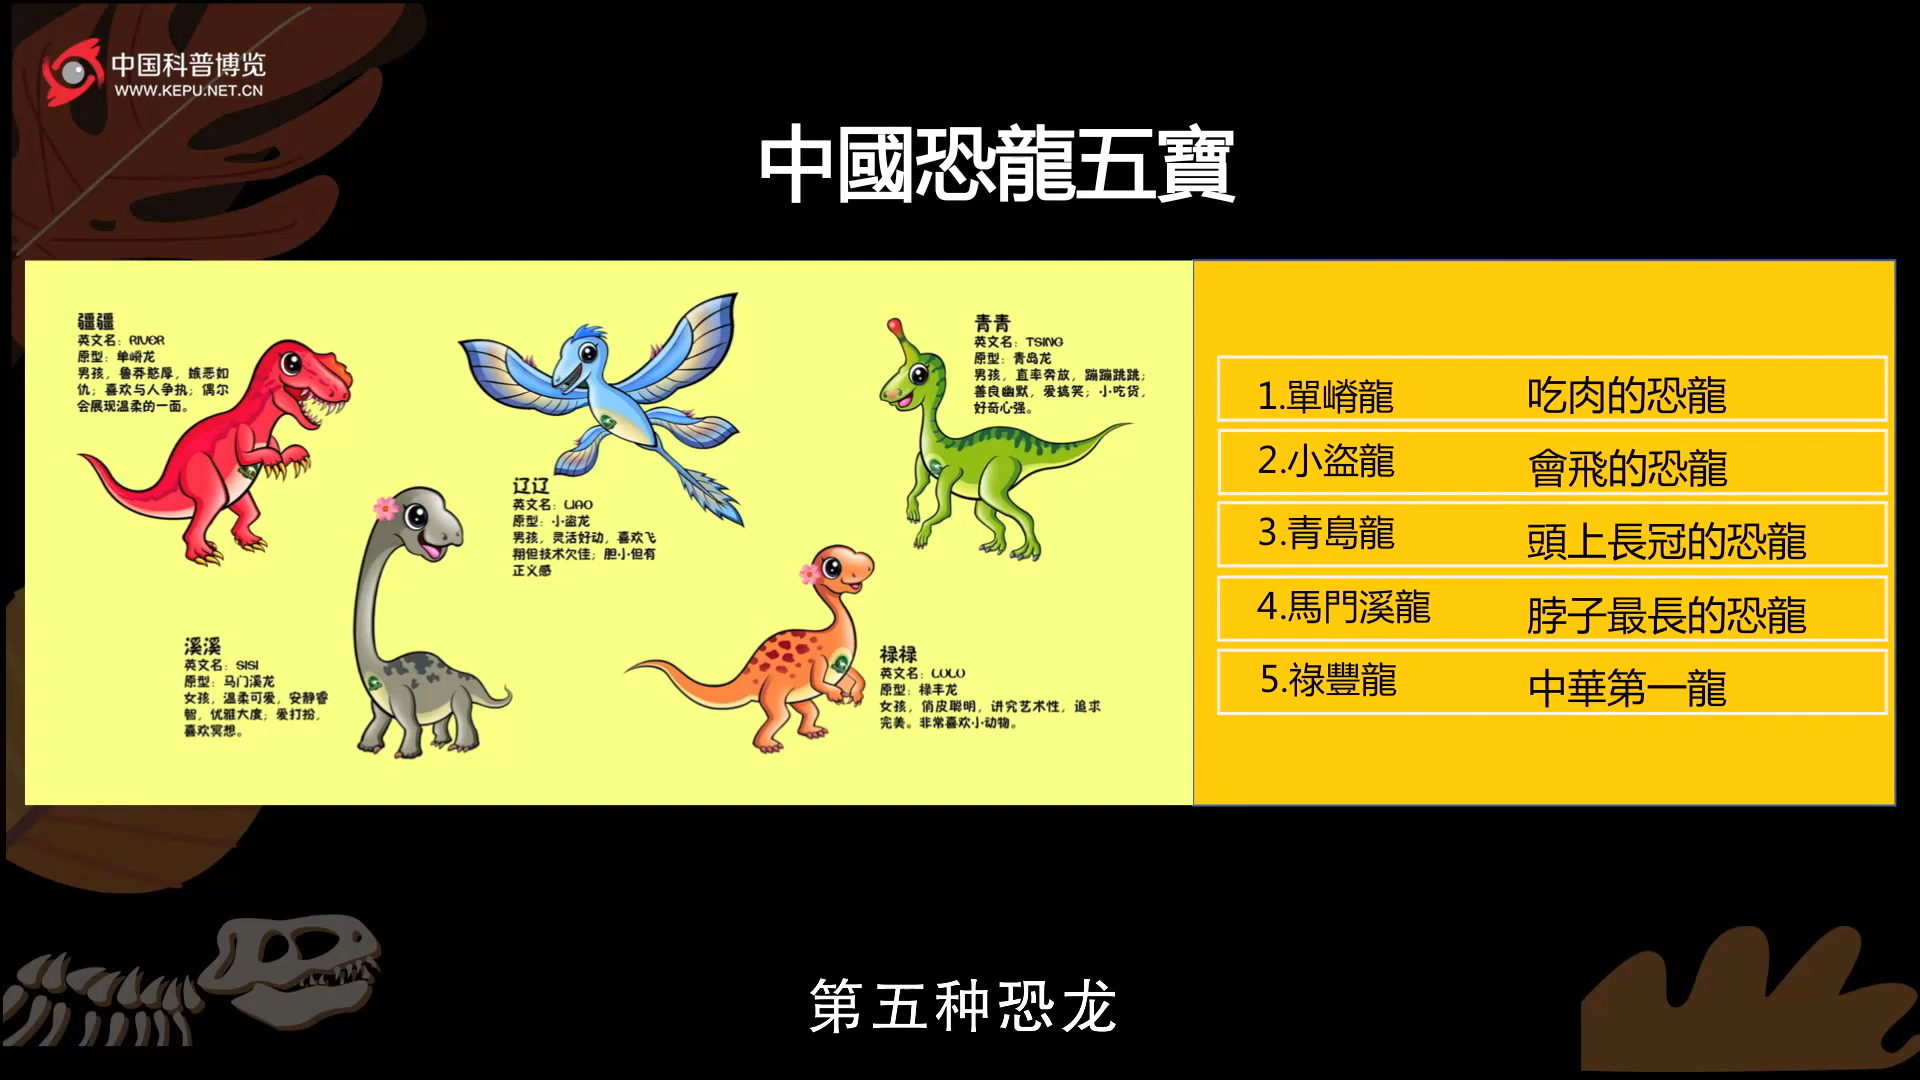 中国科普博览
WWW.KEPU.NET.CN
中國恐龍五寶
疆疆
英文名：RIVER
原型：单嵴龙
男孩，鲁莽憨厚，嫉恶如
仇；喜欢与人争执；偶尔
会展现温柔的一面。
辽辽
英文名：LIAO
原型：小盗龙
男孩，灵活好动，喜欢飞
翔但技术欠佳；胆小但有
正义感
青青
英文名：TSING
原型：青岛龙
男孩，直率奔放，蹦蹦跳跳；
善良幽默，爱搞笑；小吃货，
好奇心强。
溪溪
英文名：SISI
原型：马门溪龙
女孩，温柔可爱，安静睿
智，优雅大度；爱打扮，
喜欢冥想。
禄禄
英文名：LULU
原型：禄丰龙
女孩，俏皮聪明，讲究艺术性，追求
完美。非常喜欢小动物。
1.單嵴龍 吃肉的恐龍
2.小盜龍 會飛的恐龍
3.青島龍 頭上長冠的恐龍
4.馬門溪龍 脖子最長的恐龍
5.祿豐龍 中華第一龍
第五种恐龙